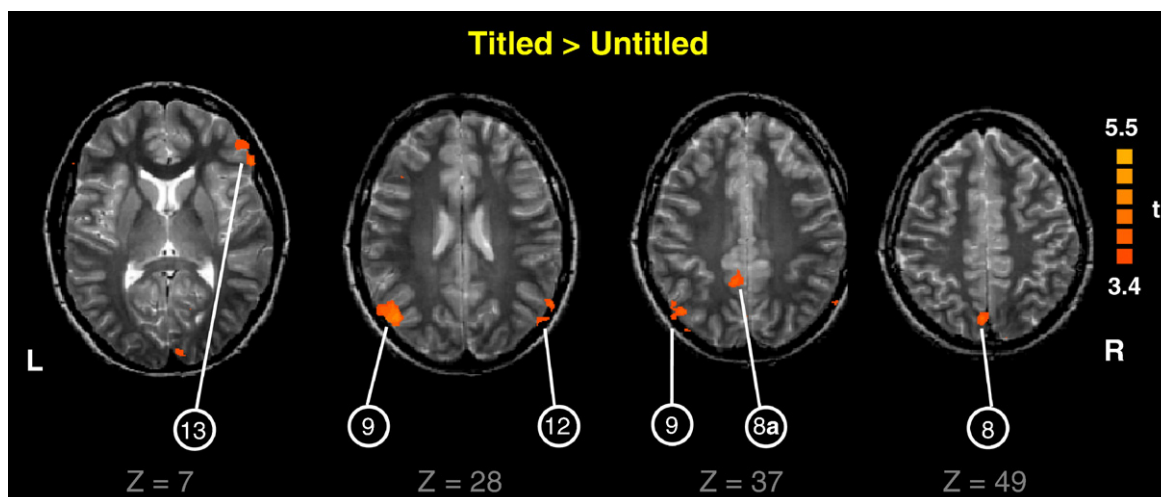 Titled > Untitled
5.5
t
3.4
L
R
13
9
12
9
8a
8
Z = 7
Z = 28
Z = 37
Z = 49